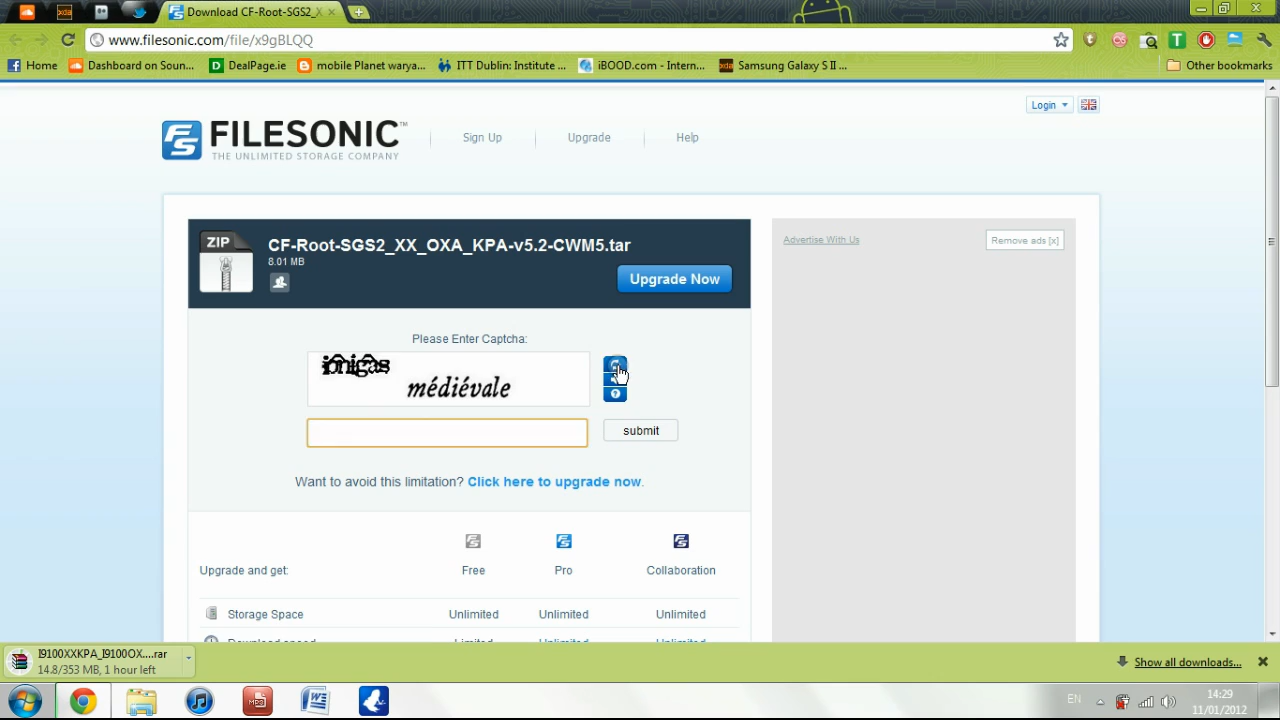 Download CF-Root-SGS2_X
www.filesonic.com/file/x9gBLQQ
Home
Dashboard on Soun...
DealPage.ie
mobile Planet warya...
ITT Dublin: Institute ...
iBOOD.com - Intern...
xda
Samsung Galaxy S II ...
Other bookmarks
Login
FS FILESONIC™
THE UNLIMITED STORAGE COMPANY
Sign Up
Upgrade
Help
ZIP
CF-Root-SGS2_XX_OXA_KPA-v5.2-CWM5.tar
8.01 MB
Upgrade Now
Advertise With Us
Remove ads [x]
Please Enter Captcha:
médiévale
submit
Want to avoid this limitation? Click here to upgrade now.
Upgrade and get:
Free
Pro
Collaboration
Storage Space
Unlimited
Unlimited
Unlimited
I9100XXKPA_I9100OX....rar
14.8/353 MB, 1 hour left
Show all downloads...
EN
14:29
11/01/2012